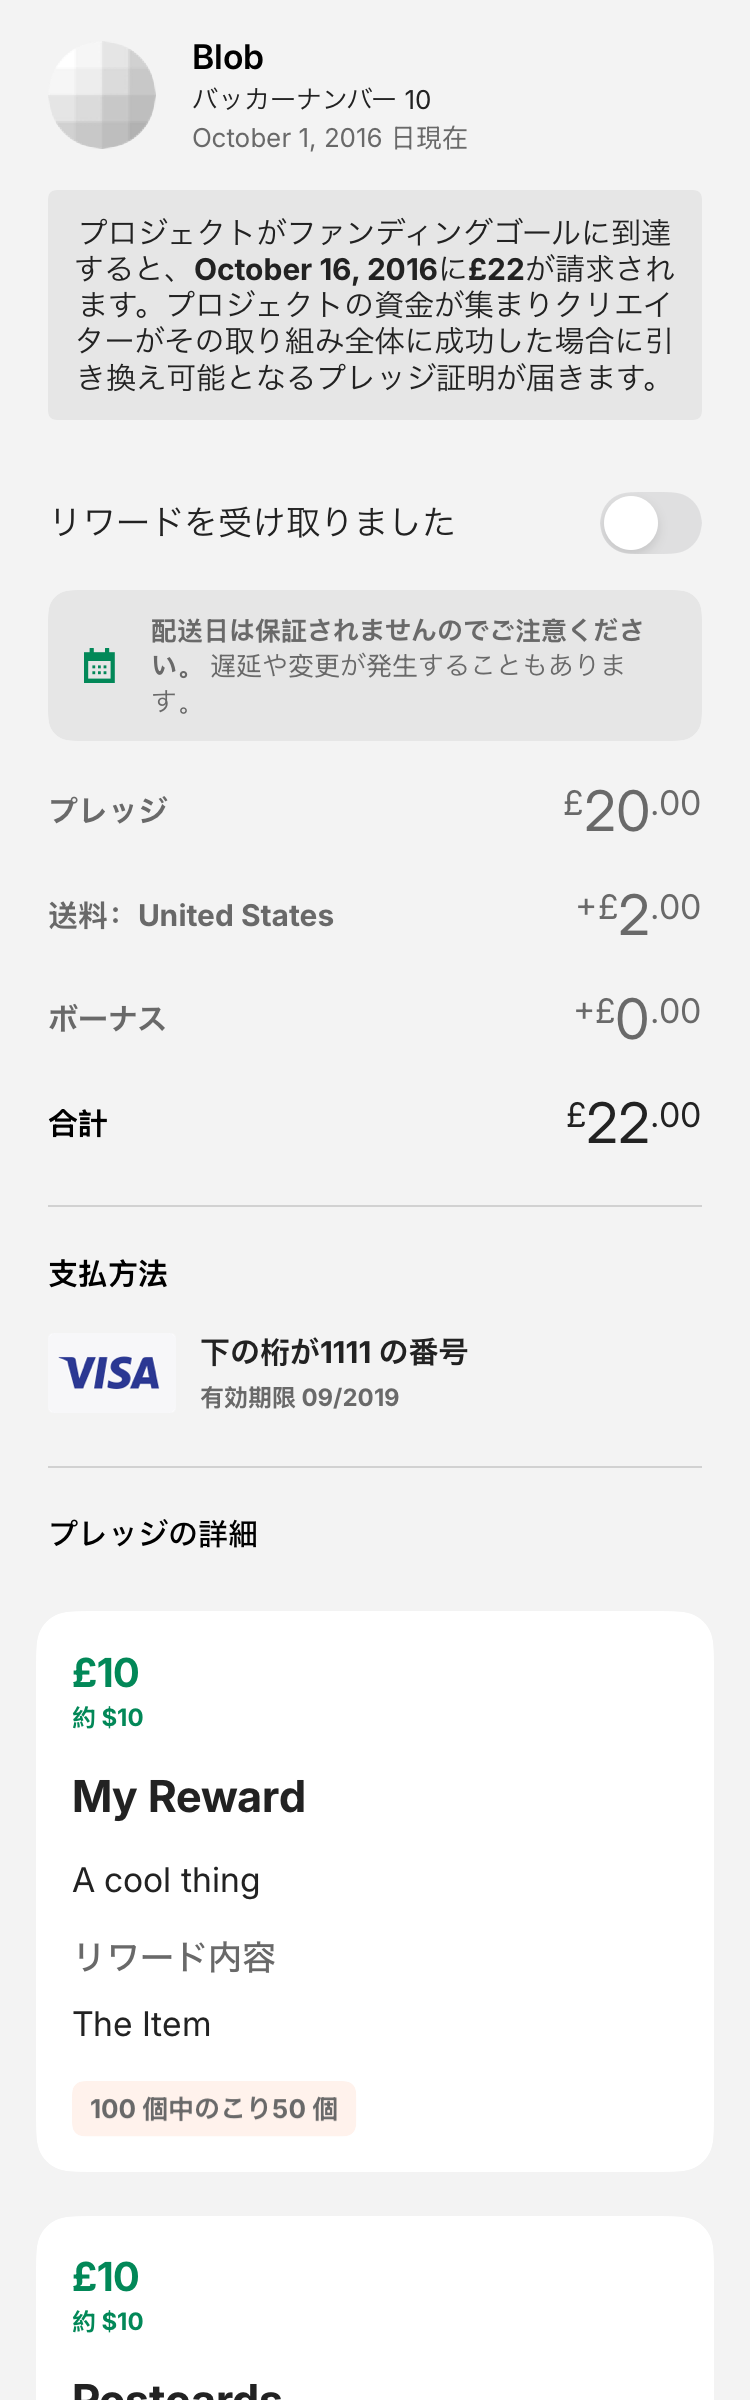 Blob
バッカーナンバー 10
October 1, 2016 日現在
プロジェクトがファンディングゴールに到達
すると、October 16, 2016に£22が請求され
ます。プロジェクトの資金が集まりクリエイ
ターがその取り組み全体に成功した場合に引
き換え可能となるプレッジ証明が届きます。
リワードを受け取りました
配送日は保証されませんのでご注意くださ
い。 遅延や変更が発生することもありま
す。
プレッジ £20.00
送料: United States +£2.00
ボーナス +£0.00
合計 £22.00
支払方法
VISA
下の桁が1111 の番号
有効期限 09/2019
プレッジの詳細
£10
約 $10
My Reward
A cool thing
リワード内容
The Item
100 個中のこり50 個
£10
約 $10
Postcards